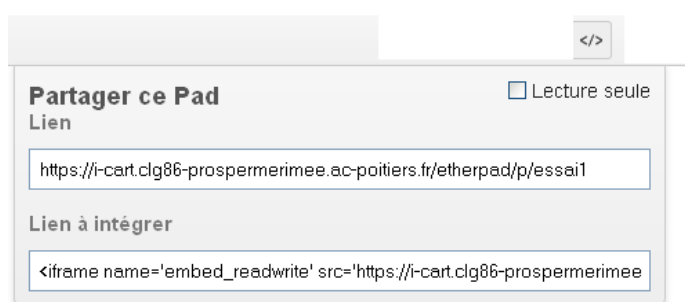 </>
Partager ce Pad
Lecture seule
Lien
https://i-cart.clg86-prospermerimee.ac-poitiers.fr/etherpad/p/essai1
Lien à intégrer
<iframe name='embed_readwrite' src='https://i-cart.clg86-prospermerimee